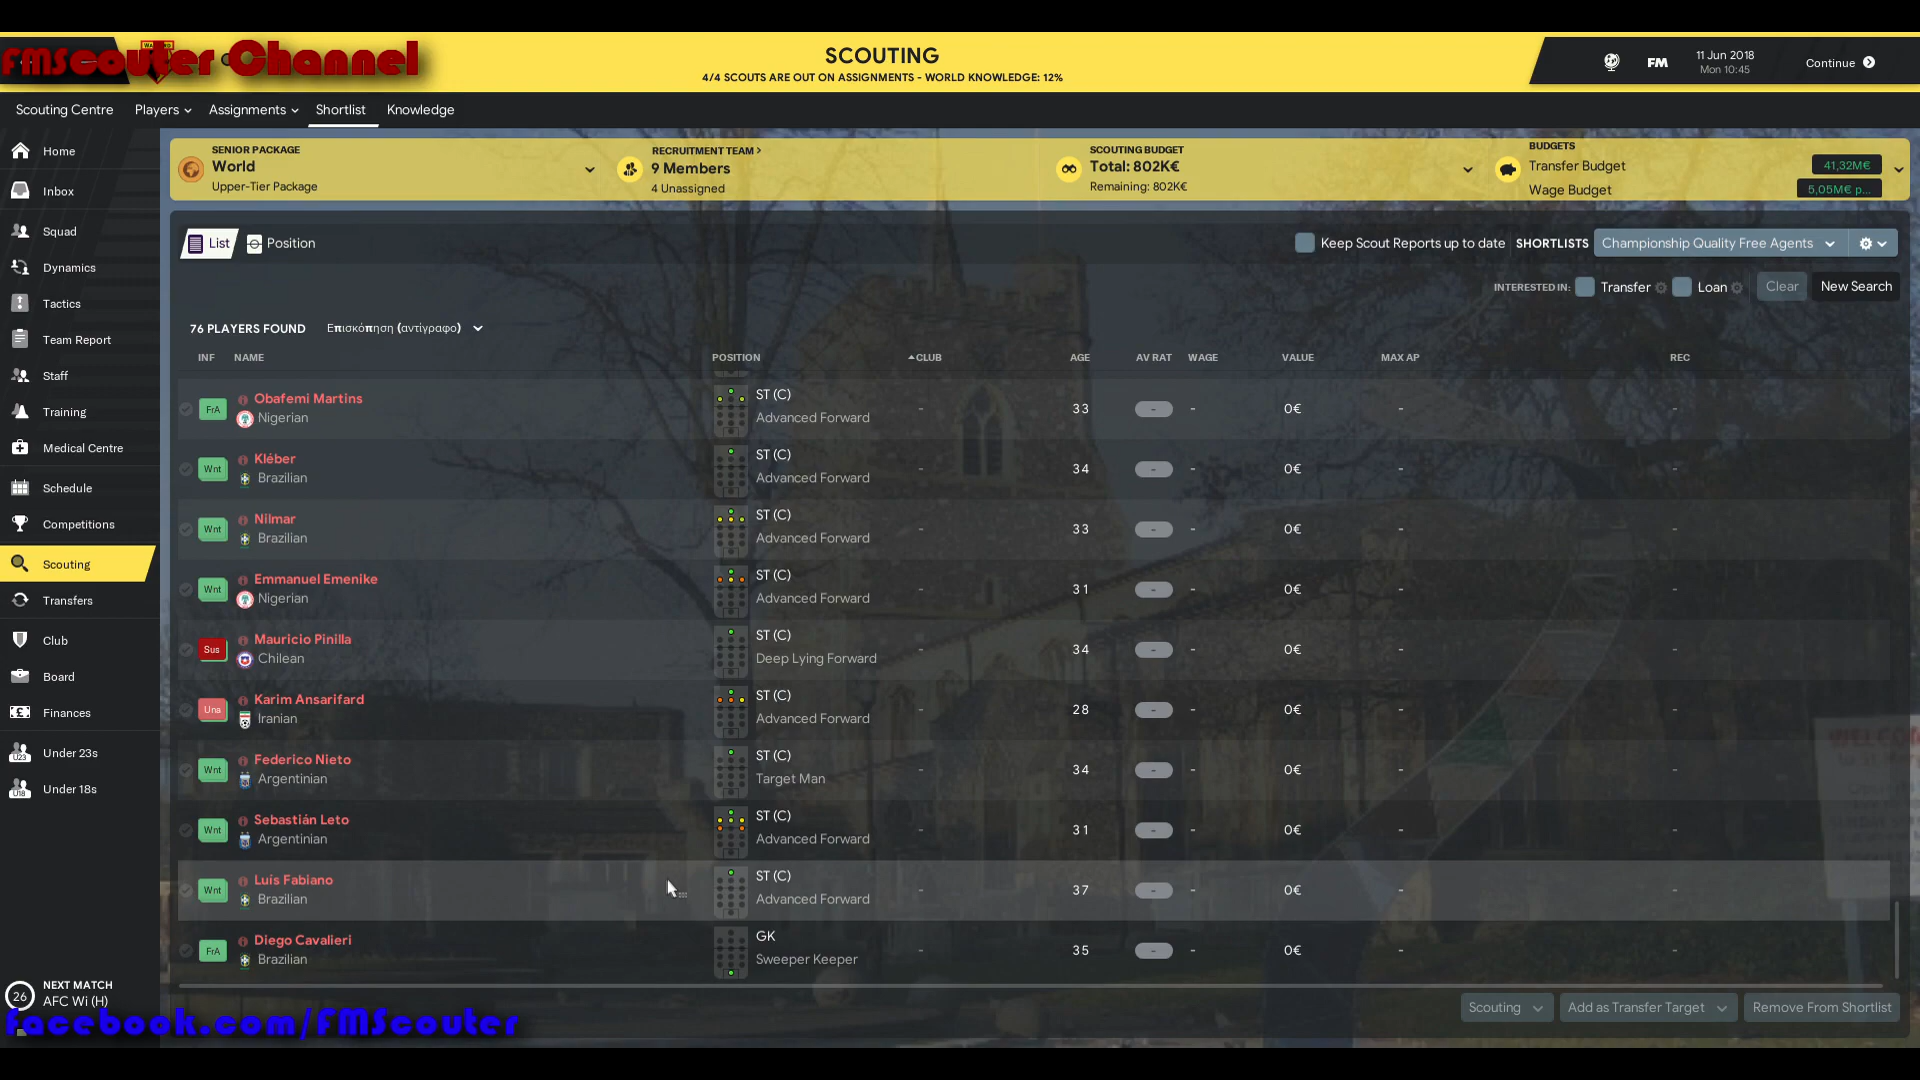 FMScouter Channel
SCOUTING
4/4 SCOUTS ARE OUT ON ASSIGNMENTS - WORLD KNOWLEDGE: 12%
FM
11 Jun 2018
Mon 10:45
Continue
Scouting Centre
Players
Assignments
Shortlist
Knowledge
Home
Inbox
Squad
Dynamics
Tactics
Team Report
Staff
Training
Medical Centre
Schedule
Competitions
Scouting
Transfers
Club
Board
Finances
U23
Under 23s
U18
Under 18s
26
NEXT MATCH
AFC Wi (H)
facebook.com/FMScouter
SENIOR PACKAGE
World
Upper-Tier Package
RECRUITMENT TEAM >
9 Members
4 Unassigned
SCOUTING BUDGET
Total: 802K€
Remaining: 802K€
BUDGETS
Transfer Budget 41,32M€
Wage Budget 5,05M€ p...
List
Position
Keep Scout Reports up to date
SHORTLISTS
Championship Quality Free Agents
INTERESTED IN:
Transfer
Loan
Clear
New Search
76 PLAYERS FOUND
Επισκόπηση (αντίγραφο)
INF NAME POSITION CLUB AGE AV RAT WAGE VALUE MAX AP REC
FrA Obafemi Martins ST (C) - 33 - - 0€ - -
Nigerian Advanced Forward
Wnt Kléber ST (C) - 34 - - 0€ - -
Brazilian Advanced Forward
Wnt Nilmar ST (C) - 33 - - 0€ - -
Brazilian Advanced Forward
Wnt Emmanuel Emenike ST (C) - 31 - - 0€ - -
Nigerian Advanced Forward
Sus Mauricio Pinilla ST (C) - 34 - - 0€ - -
Chilean Deep Lying Forward
Una Karim Ansarifard ST (C) - 28 - - 0€ - -
Iranian Advanced Forward
Wnt Federico Nieto ST (C) - 34 - - 0€ - -
Argentinian Target Man
Wnt Sebastián Leto ST (C) - 31 - - 0€ - -
Argentinian Advanced Forward
Wnt Luís Fabiano ST (C) - 37 - - 0€ - -
Brazilian Advanced Forward
FrA Diego Cavalieri GK - 35 - - 0€ - -
Brazilian Sweeper Keeper
Scouting
Add as Transfer Target
Remove From Shortlist